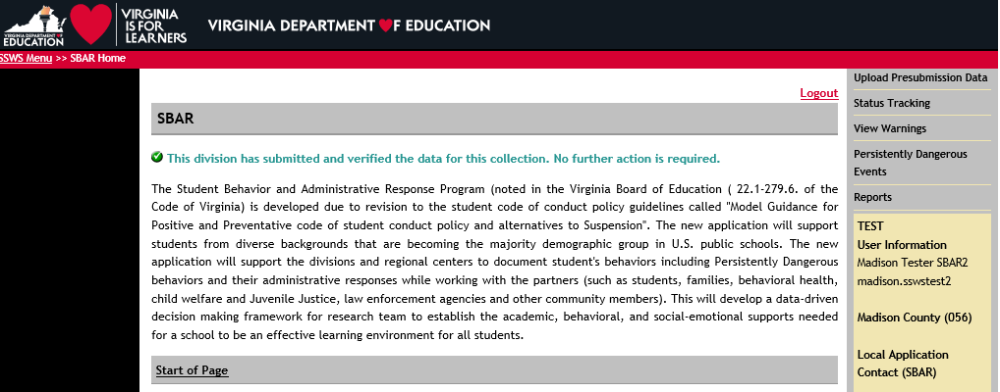 VIRGINIA DEPARTMENT OF
EDUCATION
VIRGINIA
IS FOR
LEARNERS
VIRGINIA DEPARTMENT OF EDUCATION
SSWS Menu >> SBAR Home
Logout
SBAR
This division has submitted and verified the data for this collection. No further action is required.
The Student Behavior and Administrative Response Program (noted in the Virginia Board of Education ( 22.1-279.6. of the
Code of Virginia) is developed due to revision to the student code of conduct policy guidelines called "Model Guidance for
Positive and Preventative code of student conduct policy and alternatives to Suspension". The new application will support
students from diverse backgrounds that are becoming the majority demographic group in U.S. public schools. The new
application will support the divisions and regional centers to document student's behaviors including Persistently Dangerous
behaviors and their administrative responses while working with the partners (such as students, families, behavioral health,
child welfare and Juvenile Justice, law enforcement agencies and other community members). This will develop a data-driven
decision making framework for research team to establish the academic, behavioral, and social-emotional supports needed
for a school to be an effective learning environment for all students.
Start of Page
Upload Presubmission Data
Status Tracking
View Warnings
Persistently Dangerous
Events
Reports
TEST
User Information
Madison Tester SBAR2
madison.sswstest2
Madison County (056)
Local Application
Contact (SBAR)